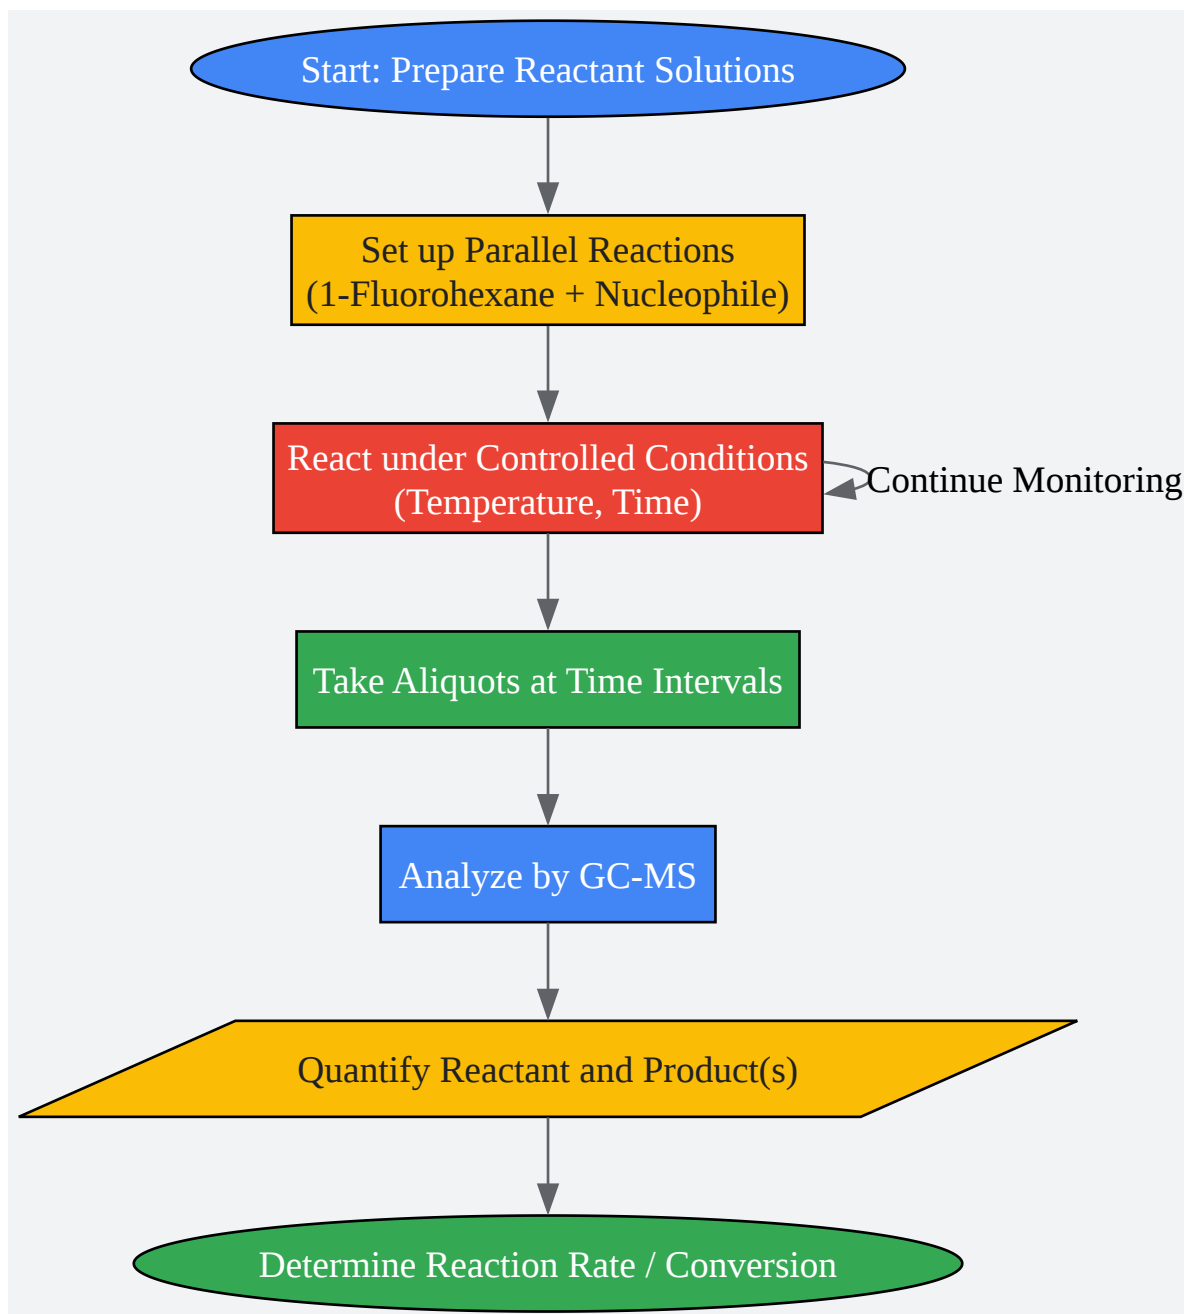 Start: Prepare Reactant Solutions
Set up Parallel Reactions
(1-Fluorohexane + Nucleophile)
React under Controlled Conditions
(Temperature, Time)
Continue Monitoring
Take Aliquots at Time Intervals
Analyze by GC-MS
Quantify Reactant and Product(s)
Determine Reaction Rate / Conversion